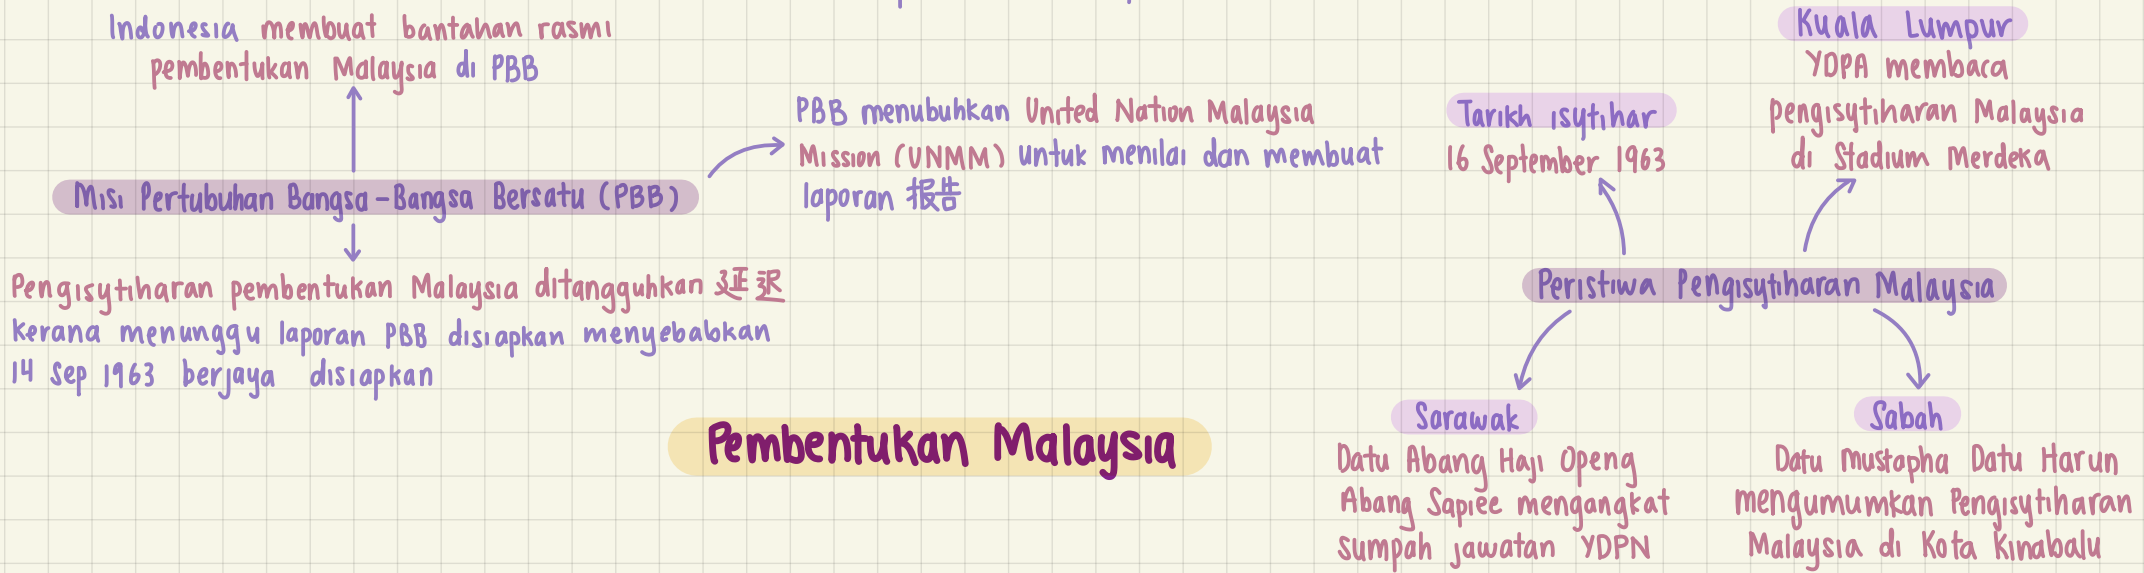 Indonesia membuat bantahan rasmi
pembentukan Malaysia di PBB
Misi Pertubuhan Bangsa-Bangsa Bersatu (PBB)
PBB menubuhkan United Nation Malaysia
Mission (UNMM) untuk menilai dan membuat
laporan 报告
Pengisytiharan pembentukan Malaysia ditangguhkan 延迟
kerana menunggu laporan PBB disiapkan menyebabkan
14 Sep 1963 berjaya disiapkan
Pembentukan Malaysia
Tarikh isytihar
16 September 1963
Kuala Lumpur
YDPA membaca
pengisytiharan Malaysia
di Stadium Merdeka
Peristiwa Pengisytiharan Malaysia
Sarawak
Datu Abang Haji Openg
Abang Sapiee mengangkat
sumpah jawatan YDPN
Sabah
Datu Mustapha Datu Harun
mengumumkan Pengisytiharan
Malaysia di Kota Kinabalu